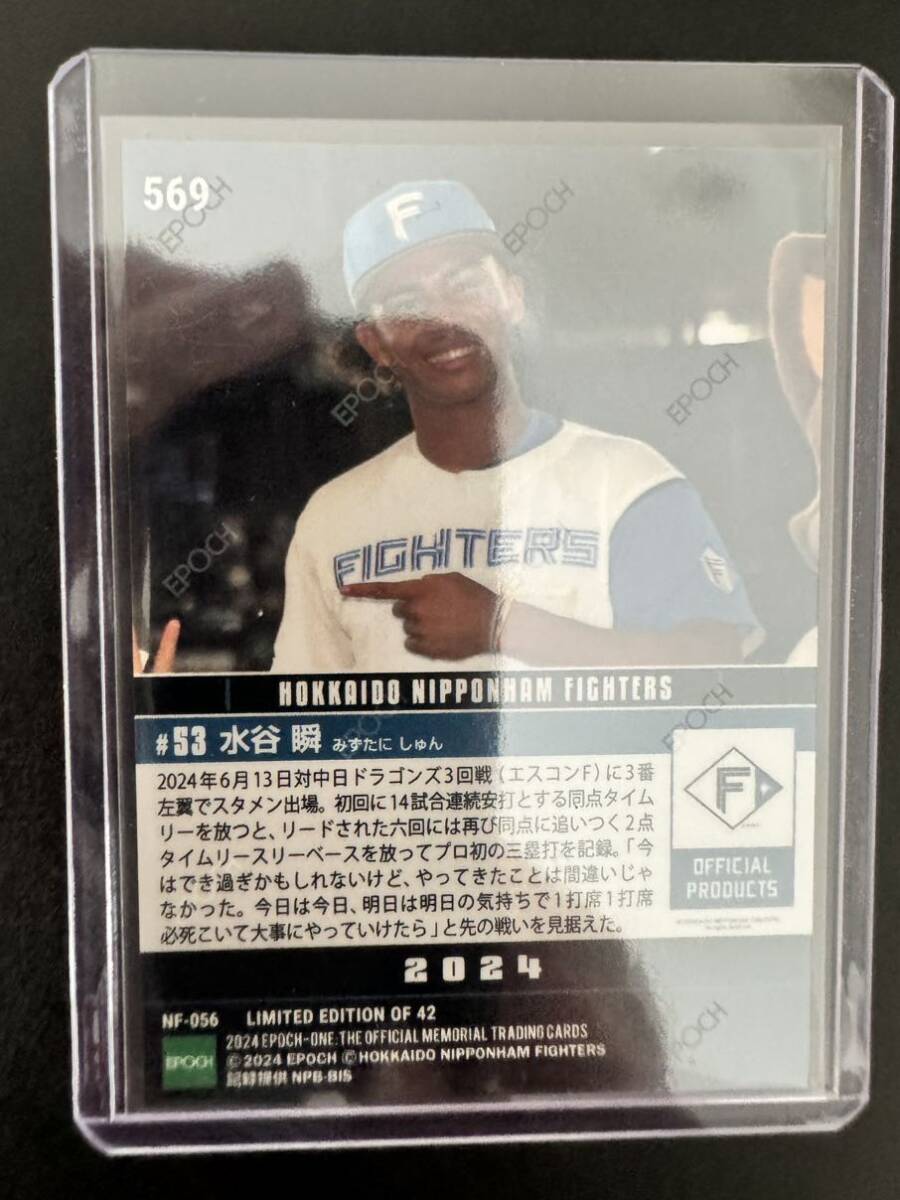 569
EPOCH
EPOCH
EPOCH
EPOCH
EPOCH
F
FIGHTERS
HOKKAIDO NIPPONHAM FIGHTERS
#53 水谷 瞬 みずたに しゅん
EPOCH
2024年6月13日対中日ドラゴンズ3回戦(エスコンF)に3番
左翼でスタメン出場。初回に14試合連続安打とする同点タイム
リーを放つと、リードされた六回には再び同点に追いつく2点
タイムリースリーベースを放ってプロ初の三塁打を記録。「今
はでき過ぎかもしれないけど、やってきたことは間違いじゃ
なかった。今日は今日、明日は明日の気持ちで1打席1打席
必死こいて大事にやっていけたら」と先の戦いを見据えた。
F
OFFICIAL
PRODUCTS
2024
NF-056 LIMITED EDITION OF 42
EPOCH
2024 EPOCH-ONE: THE OFFICIAL MEMORIAL TRADING CARDS
©2024 EPOCH ©HOKKAIDO NIPPONHAM FIGHTERS
記録提供 NPB-BIS
EPOCH